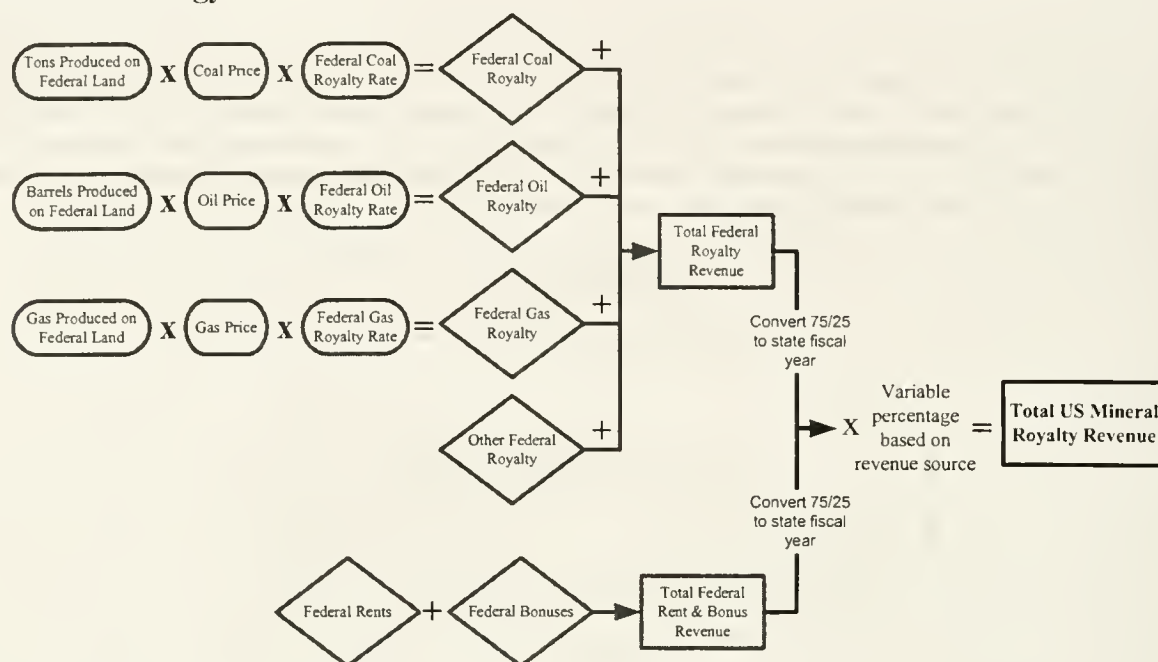 gy
Tons Produced on
Federal Land
X
Coal Price
X
Federal Coal
Royalty Rate
=
Federal Coal
Royalty
+
Barrels Produced
on Federal Land
X
Oil Price
X
Federal Oil
Royalty Rate
=
Federal Oil
Royalty
+
Gas Produced on
Federal Land
X
Gas Price
X
Federal Gas
Royalty Rate
=
Federal Gas
Royalty
+
Other Federal
Royalty
+
Total Federal
Royalty
Revenue
Convert 75/25
to state fiscal
year
X
Variable
percentage
based on
revenue source
=
Total US Mineral
Royalty Revenue
Convert 75/25
to state fiscal
year
Federal Rents
+
Federal Bonuses
Total Federal
Rent & Bonus
Revenue